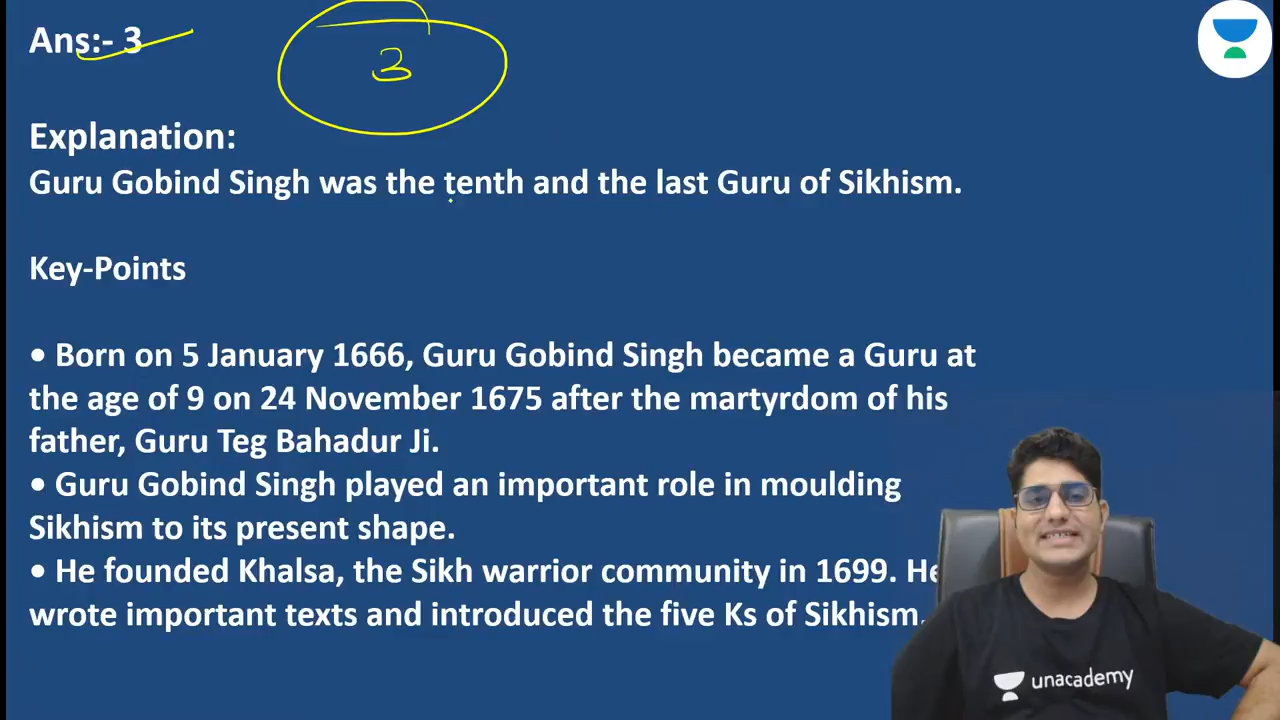 Ans:- 3
3
Explanation:
Guru Gobind Singh was the tenth and the last Guru of Sikhism.
Key-Points
• Born on 5 January 1666, Guru Gobind Singh became a Guru at
the age of 9 on 24 November 1675 after the martyrdom of his
father, Guru Teg Bahadur Ji.
• Guru Gobind Singh played an important role in moulding
Sikhism to its present shape.
• He founded Khalsa, the Sikh warrior community in 1699. He
wrote important texts and introduced the five Ks of Sikhism.
unacademy